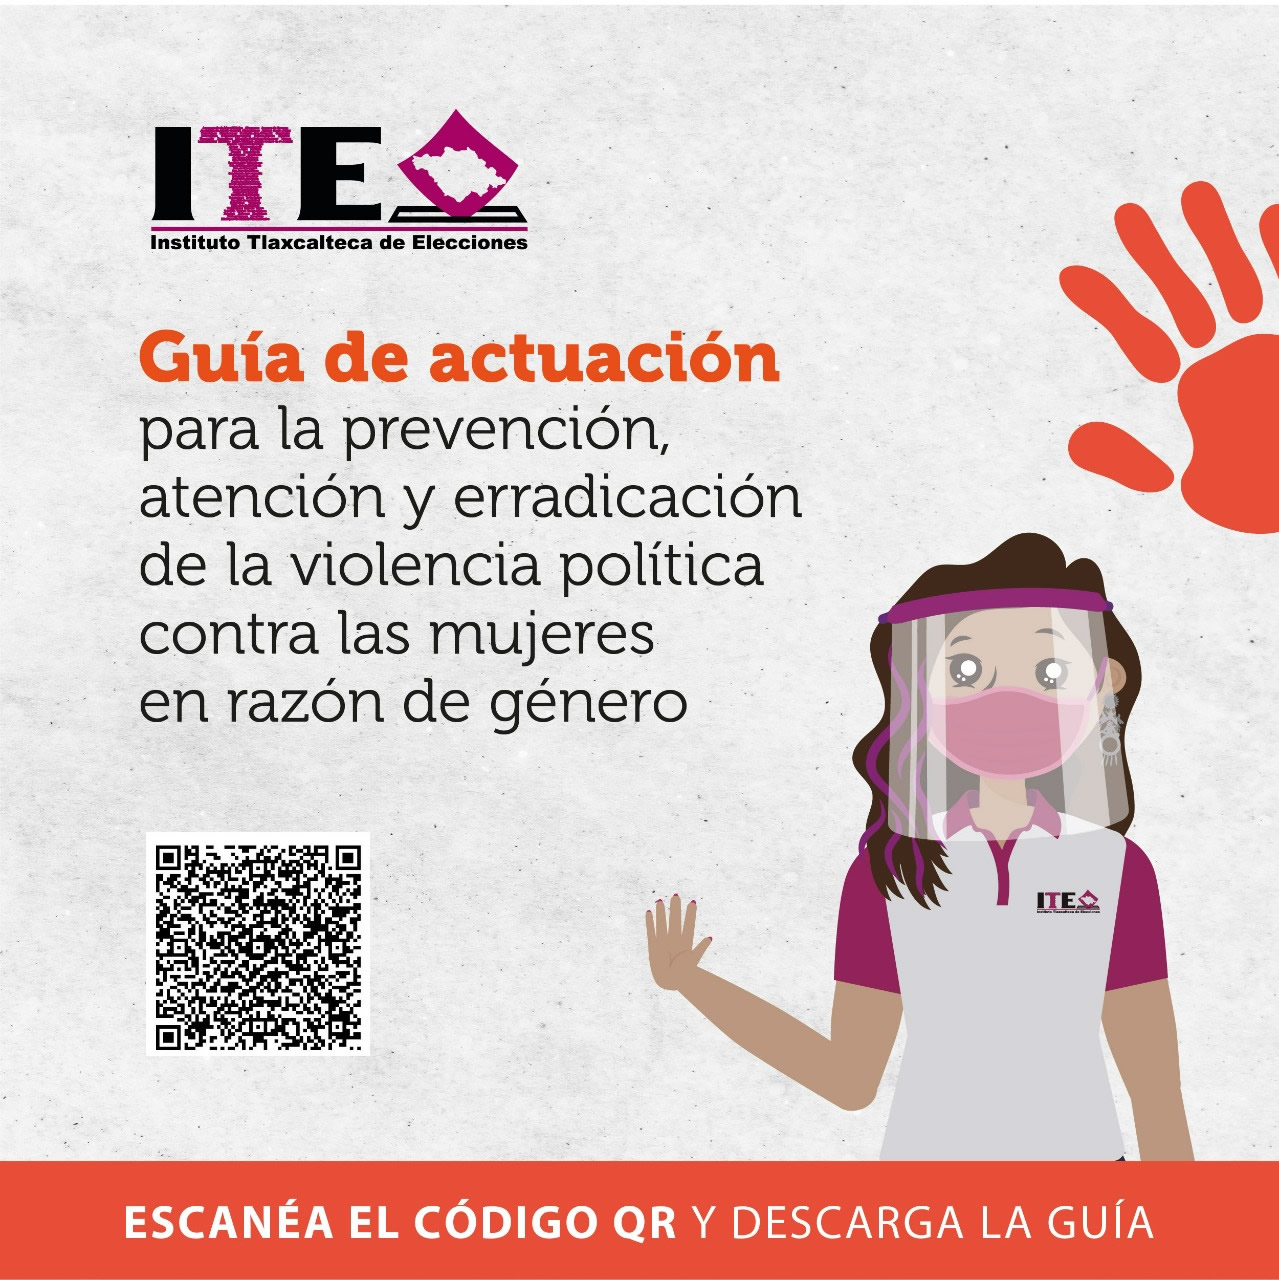 ITE
Instituto Tlaxcalteca de Elecciones
Guía de actuación
para la prevención,
atención y erradicación
de la violencia política
contra las mujeres
en razón de género
ITE
Instituto Tlaxcalteca de Elecciones
ESCANÉA EL CÓDIGO QR Y DESCARGA LA GUÍA